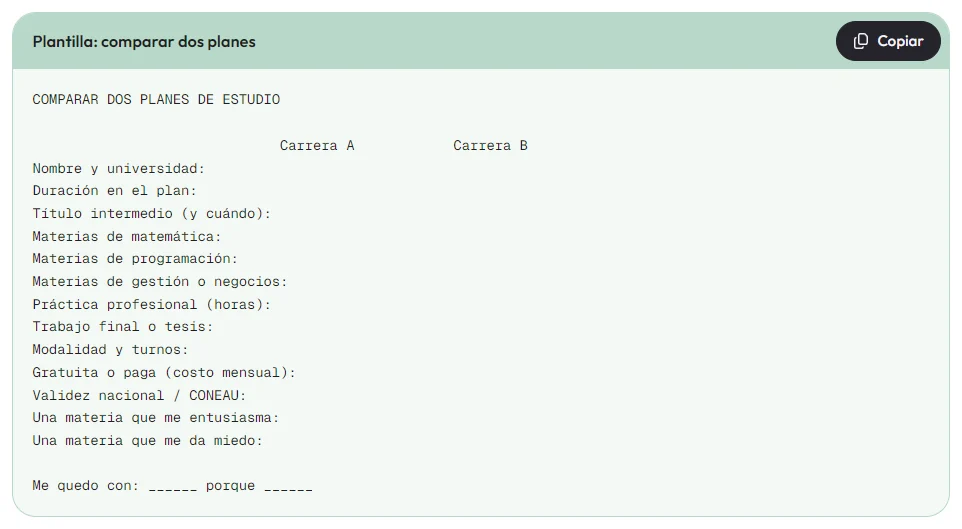 Plantilla: comparar dos planes
Copiar
COMPARAR DOS PLANES DE ESTUDIO
Carrera A Carrera B
Nombre y universidad:
Duración en el plan:
Título intermedio (y cuándo):
Materias de matemática:
Materias de programación:
Materias de gestión o negocios:
Práctica profesional (horas):
Trabajo final o tesis:
Modalidad y turnos:
Gratuita o paga (costo mensual):
Validez nacional / CONEAU:
Una materia que me entusiasma:
Una materia que me da miedo:
Me quedo con: ______ porque ______